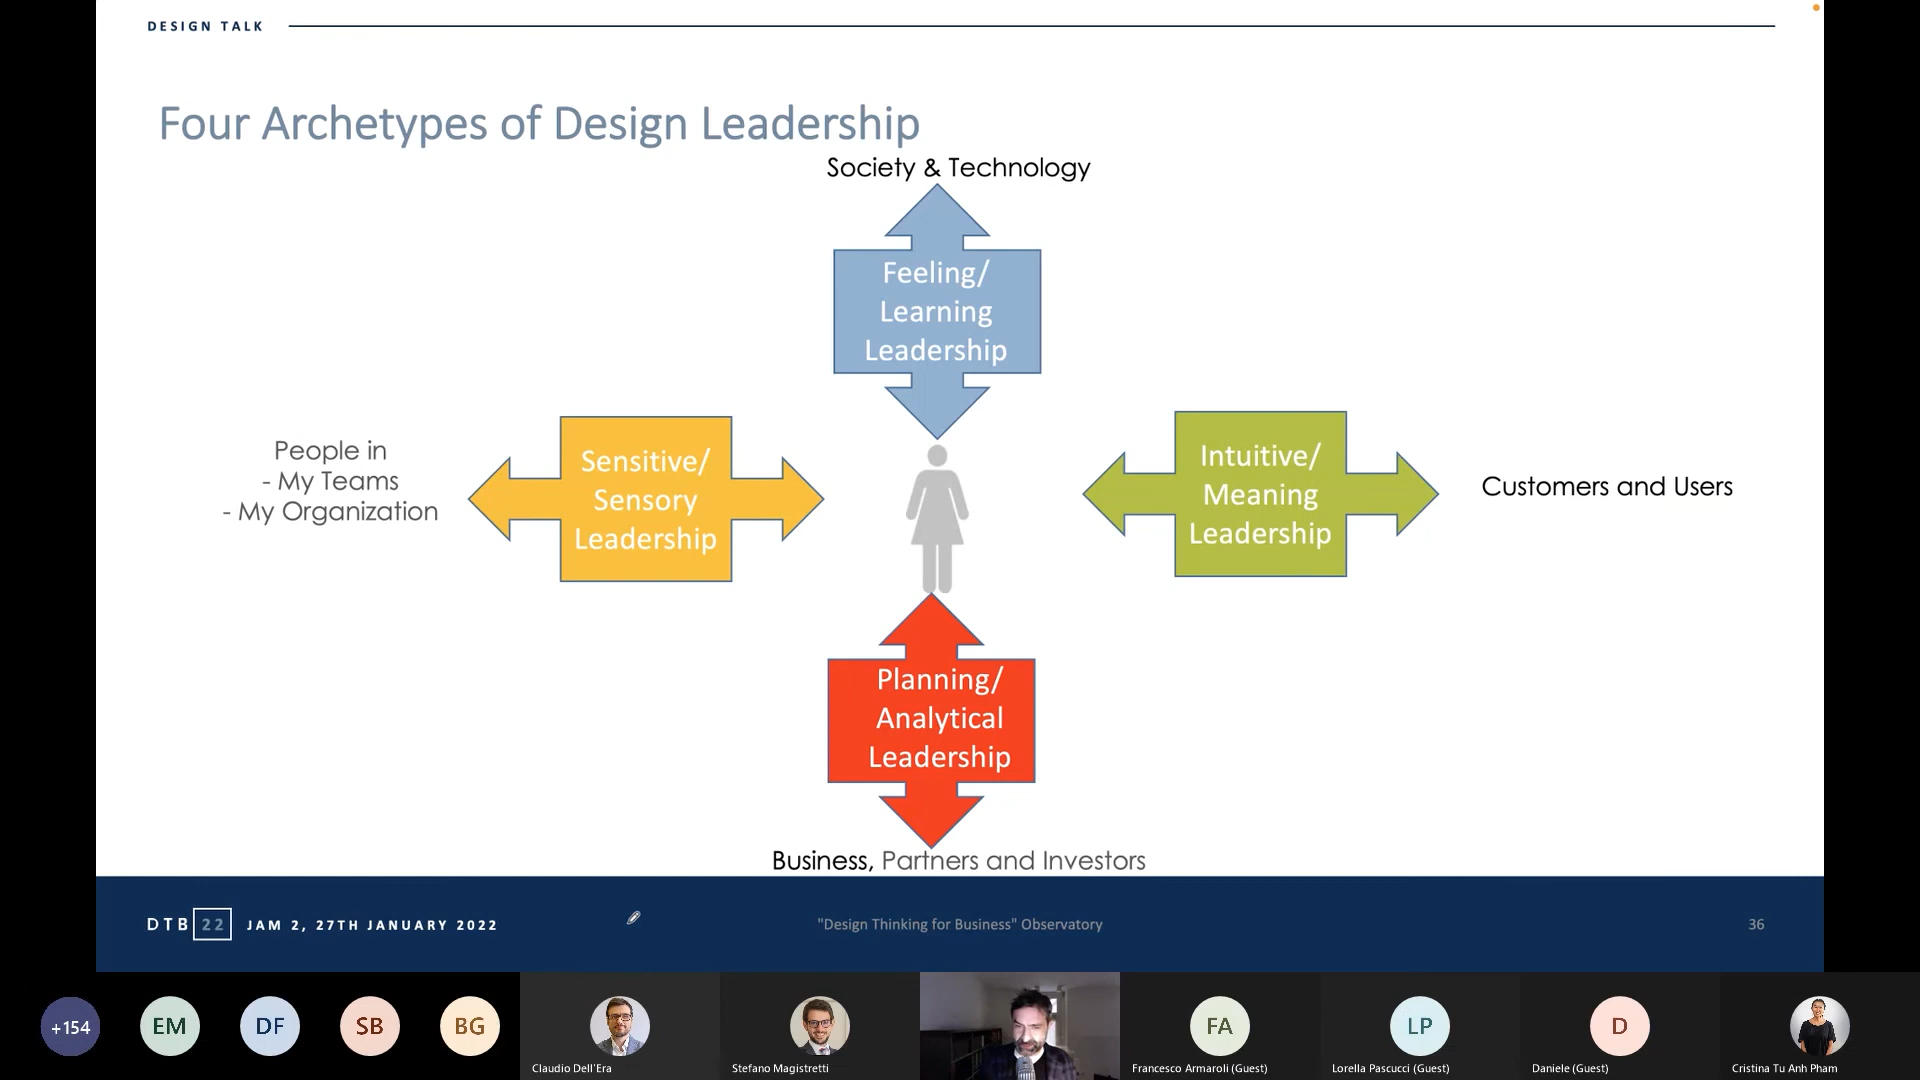 DESIGN TALK
Four Archetypes of Design Leadership
Society & Technology
Feeling/
Learning
Leadership
People in
- My Teams
- My Organization
Sensitive/
Sensory
Leadership
Intuitive/
Meaning
Leadership
Customers and Users
Planning/
Analytical
Leadership
Business, Partners and Investors
DTB 22 JAM 2, 27TH JANUARY 2022
"Design Thinking for Business" Observatory
36
+154
EM
DF
SB
BG
Claudio Dell'Era
Stefano Magistretti
FA
Francesco Armaroli (Guest)
LP
Lorella Pascucci (Guest)
D
Daniele (Guest)
Cristina Tu Anh Pham